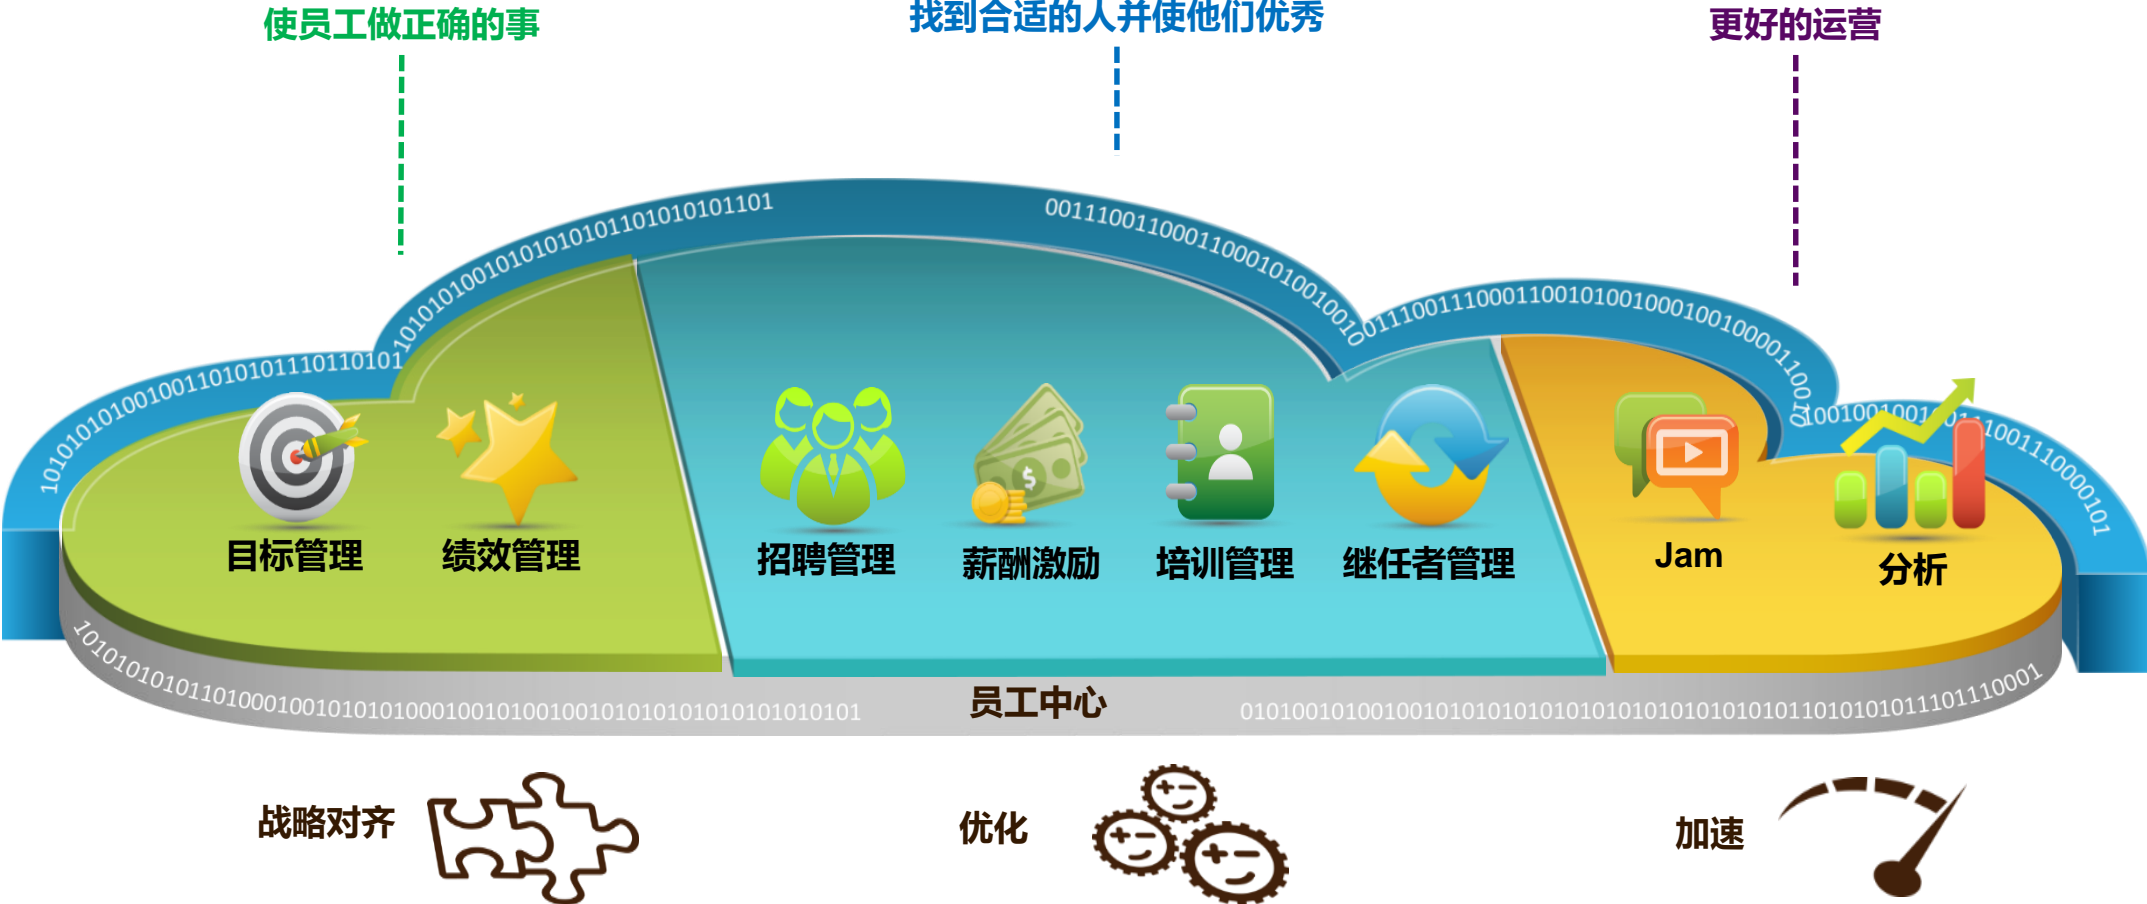 使员工做正确的事
找到合适的人并使他们优秀
更好的运营
目标管理
绩效管理
招聘管理
薪酬激励
培训管理
继任者管理
Jam
分析
员工中心
战略对齐
优化
加速